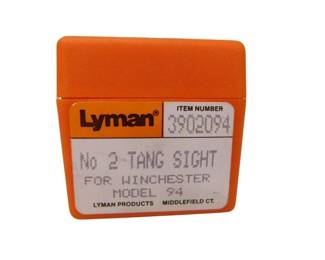 Lyman®
ITEM NUMBER
3902094
No 2 TANG SIGHT
FOR WINCHESTER
MODEL 94
LYMAN PRODUCTS MIDDLEFIELD CT.